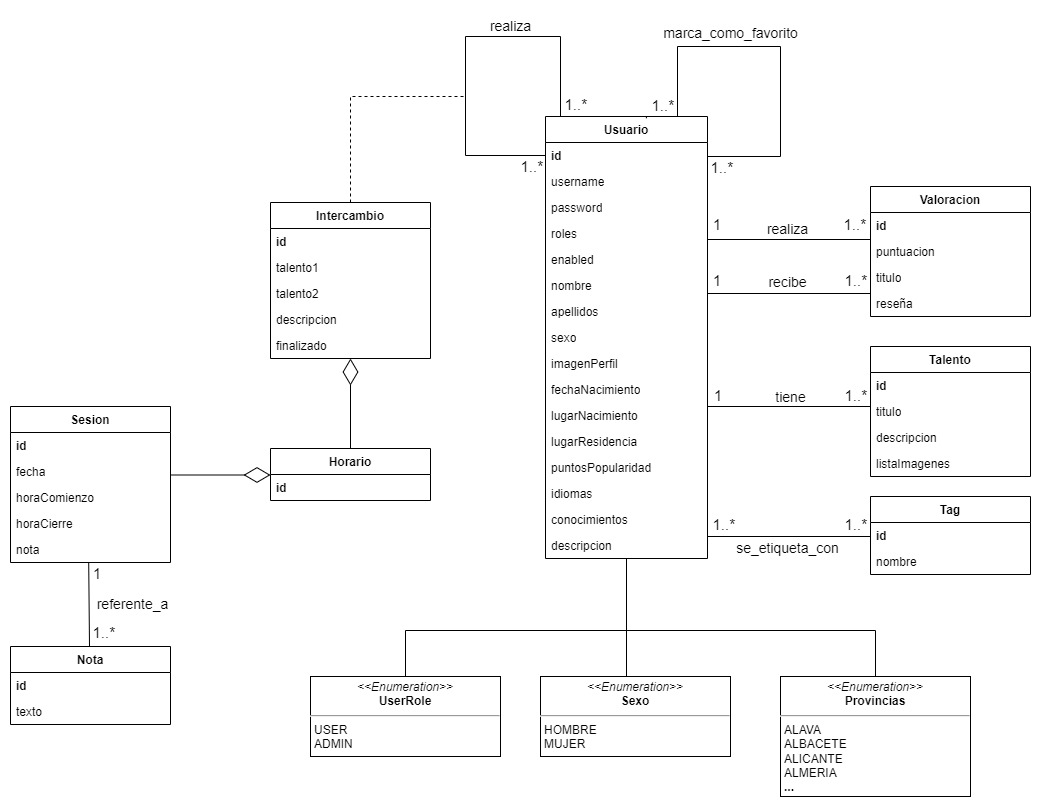 realiza
marca_como_favorito
1..*
1..*
1..*
1..*
Usuario
id
username
password
roles
enabled
nombre
apellidos
sexo
imagenPerfil
fechaNacimiento
lugarNacimiento
lugarResidencia
puntosPopularidad
idiomas
conocimientos
descripcion
Intercambio
id
talento1
talento2
descripcion
finalizado
Valoracion
id
puntuacion
titulo
reseña
1
realiza
1..*
1
recibe
1..*
Talento
id
titulo
descripcion
listaImagenes
1
tiene
1..*
Tag
id
nombre
1..*
se_etiqueta_con
1..*
Horario
id
Sesion
id
fecha
horaComienzo
horaCierre
nota
1
referente_a
1..*
Nota
id
texto
<<Enumeration>>
UserRole
USER
ADMIN
<<Enumeration>>
Sexo
HOMBRE
MUJER
<<Enumeration>>
Provincias
ALAVA
ALBACETE
ALICANTE
ALMERIA
...